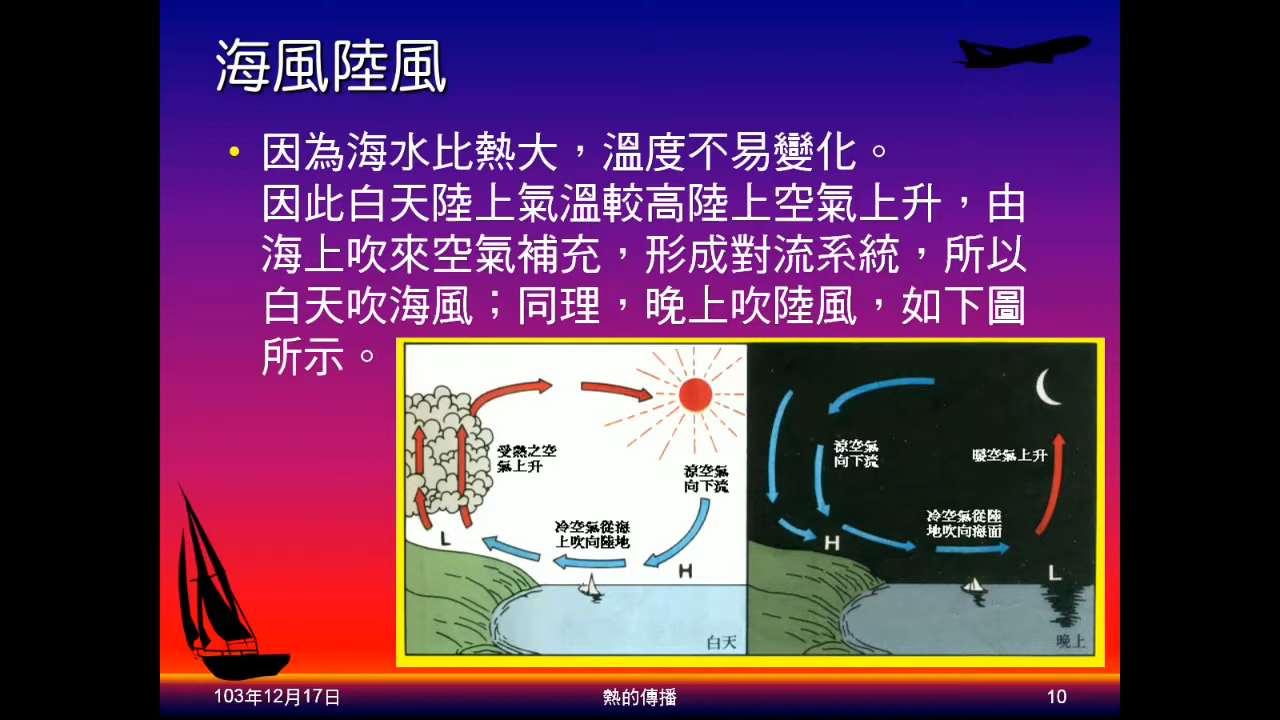 海風陸風
•因為海水比熱大，溫度不易變化。
因此白天陸上氣溫較高陸上空氣上升，由
海上吹來空氣補充，形成對流系統，所以
白天吹海風；同理，晚上吹陸風，如下圖
所示。
受熱之空
氣上升
涼空氣
向下流
冷空氣從海
上吹向陸地
L
H
白天
涼空氣
向下流
暖空氣上升
冷空氣從陸
地吹向海面
H
L
晚上
103年12月17日
熱的傳播
10